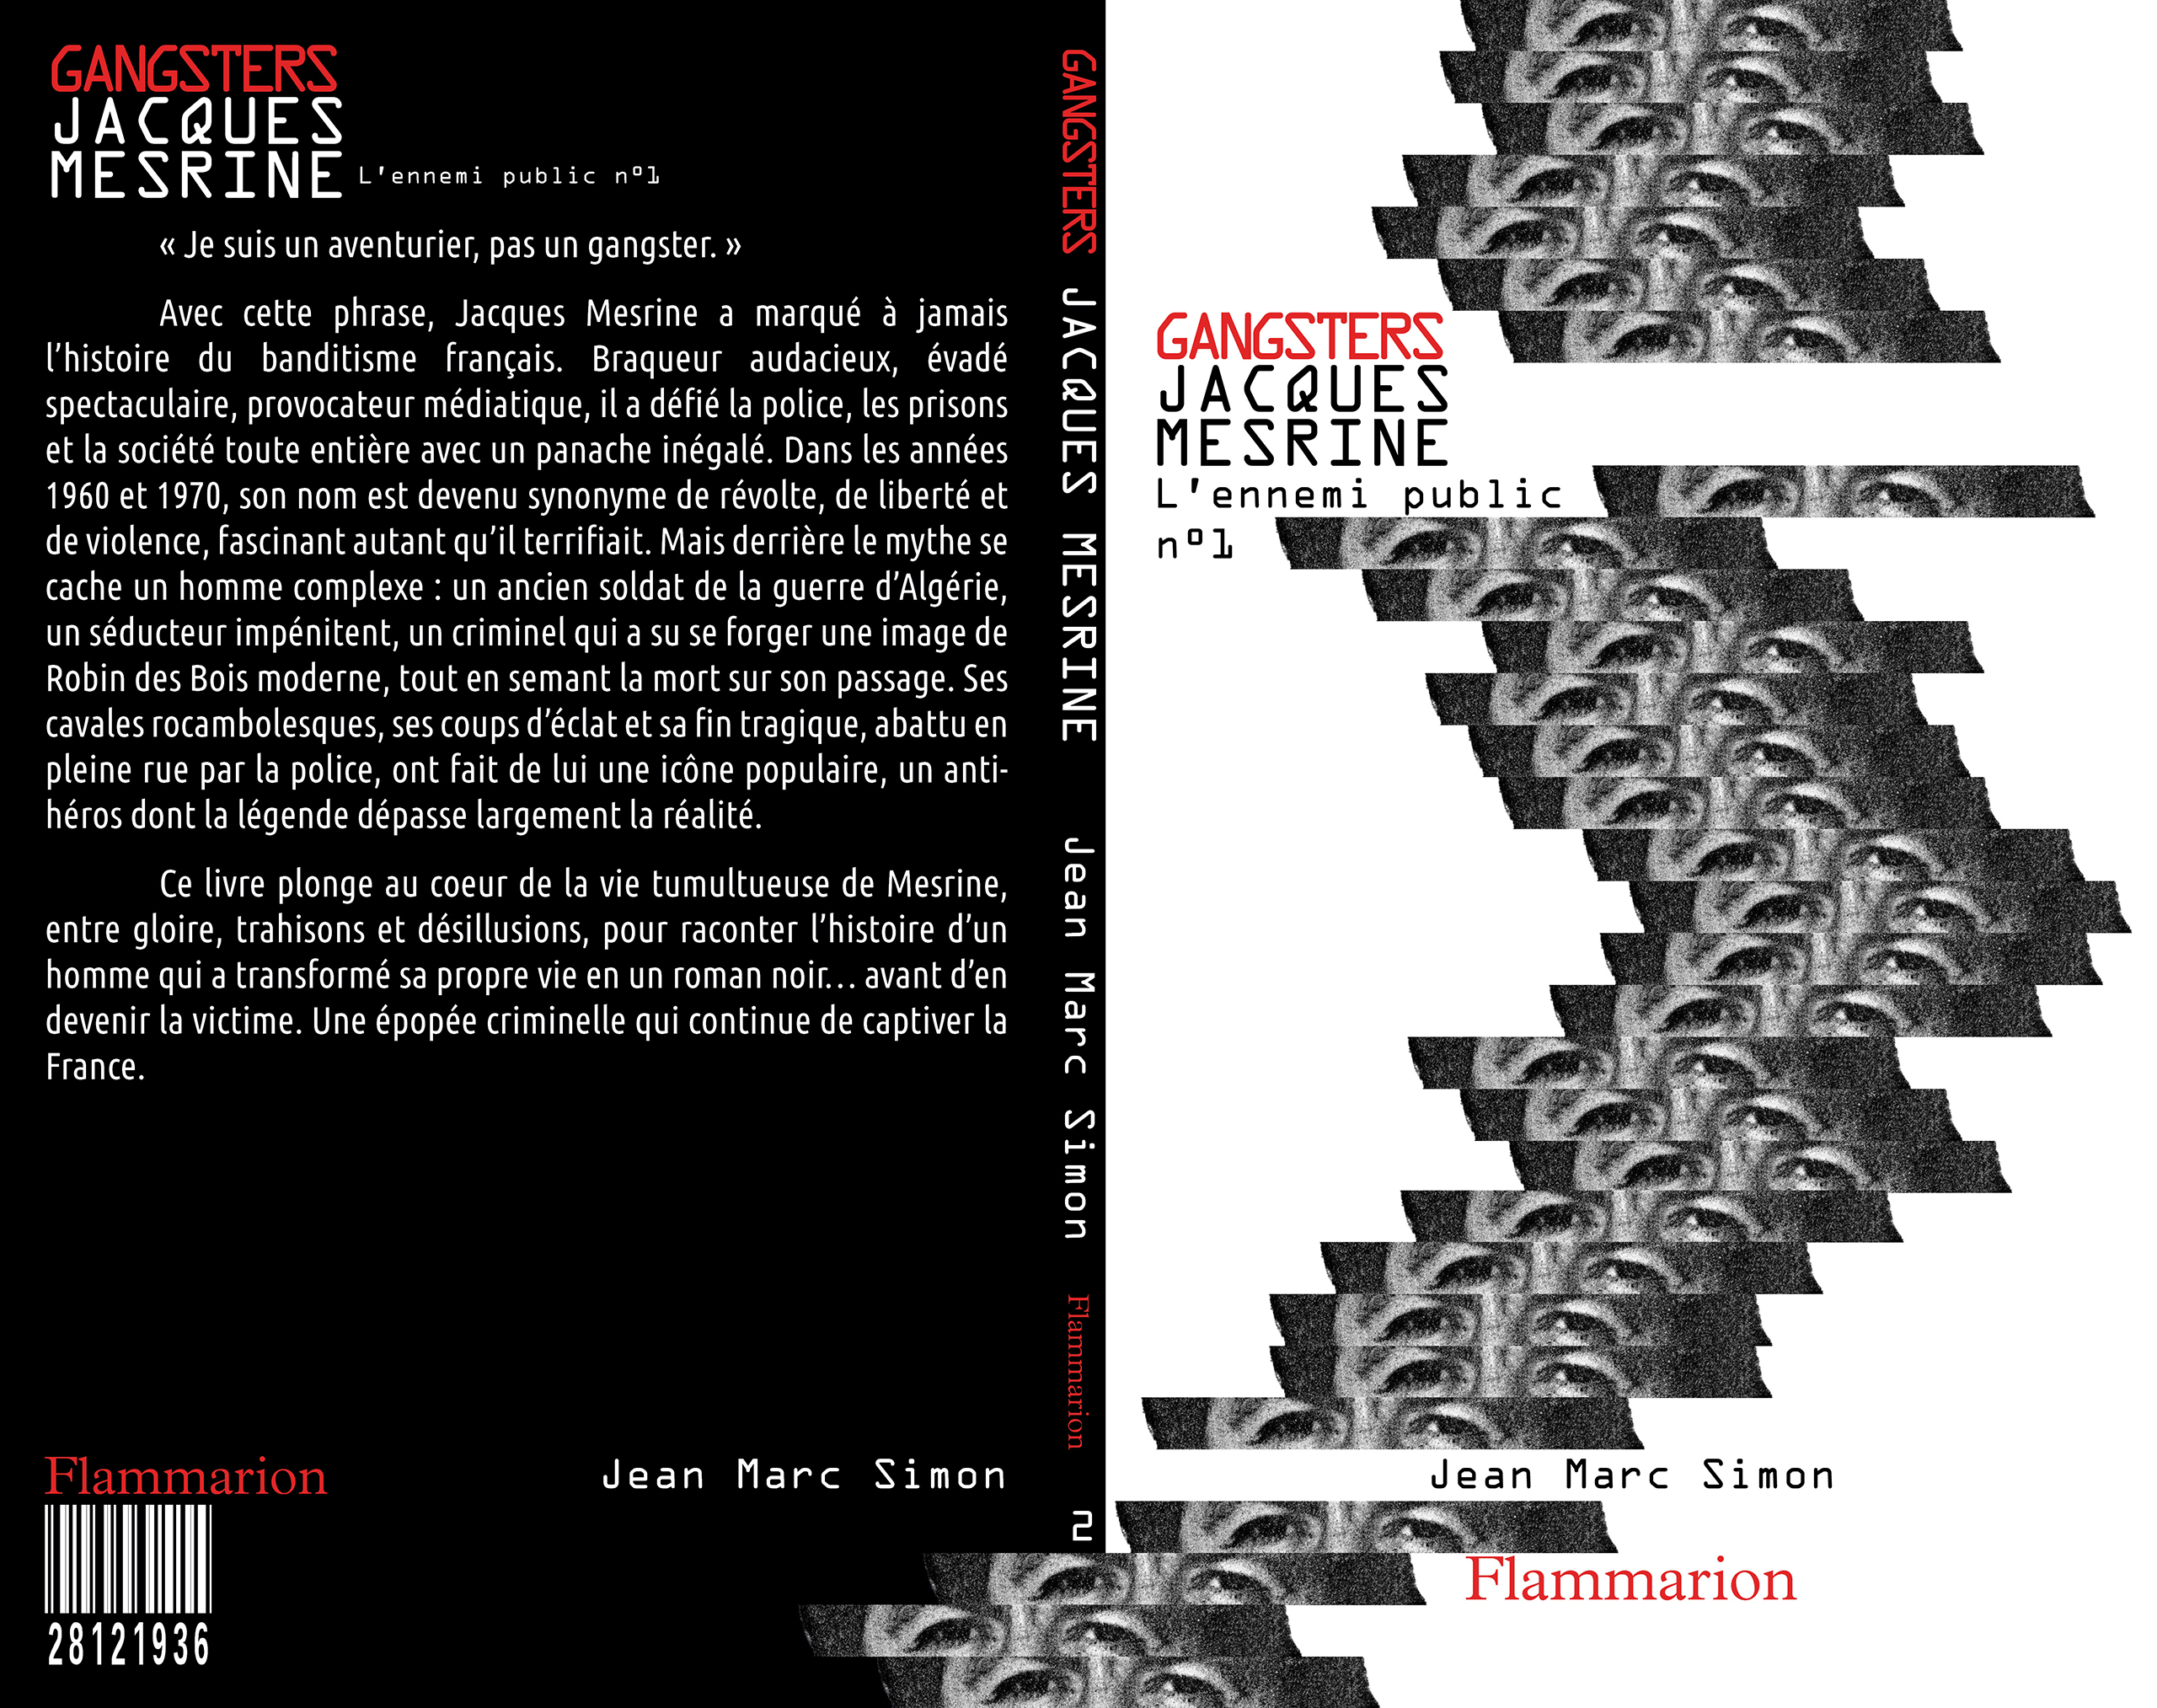 GANGSTERS
JACQUES
MESRINE L'ennemi public nº1
« Je suis un aventurier, pas un gangster. »
Avec cette phrase, Jacques Mesrine a marqué à jamais
l’histoire du banditisme français. Braqueur audacieux, évadé
spectaculaire, provocateur médiatique, il a défié la police, les prisons
et la société toute entière avec un panache inégalé. Dans les années
1960 et 1970, son nom est devenu synonyme de révolte, de liberté et
de violence, fascinant autant qu’il terrifiait. Mais derrière le mythe se
cache un homme complexe : un ancien soldat de la guerre d’Algérie,
un séducteur impénitent, un criminel qui a su se forger une image de
Robin des Bois moderne, tout en semant la mort sur son passage. Ses
cavales rocambolesques, ses coups d’éclat et sa fin tragique, abattu en
pleine rue par la police, ont fait de lui une icône populaire, un anti-
héros dont la légende dépasse largement la réalité.
Ce livre plonge au coeur de la vie tumultueuse de Mesrine,
entre gloire, trahisons et désillusions, pour raconter l’histoire d’un
homme qui a transformé sa propre vie en un roman noir… avant d’en
devenir la victime. Une épopée criminelle qui continue de captiver la
France.
Flammarion
Jean Marc Simon
28121936
GANGSTERS JACQUES MESRINE Jean Marc Simon Flammarion 2
GANGSTERS
JACQUES
MESRINE
L'ennemi public
nº1
Jean Marc Simon
Flammarion